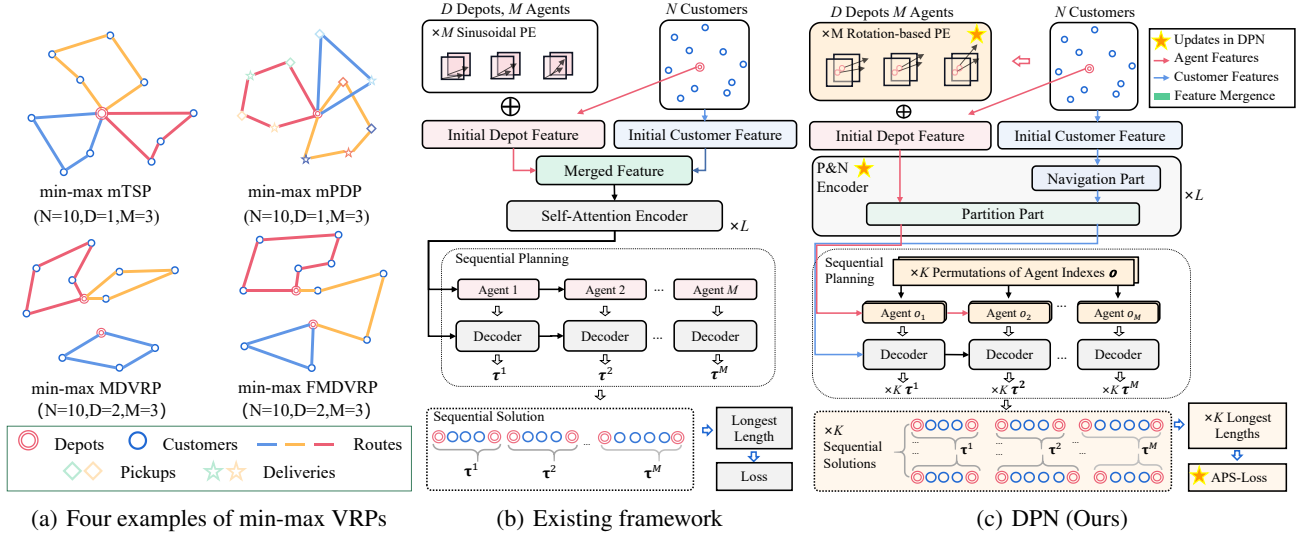 min-max mTSP
(N=10,D=1,M=3)
min-max mPDP
(N=10,D=1,M=3)
min-max MDVRP
(N=10,D=2,M=3)
min-max FMDVRP
(N=10,D=2,M=3)
Depots
Customers
Routes
Pickups
Deliveries
(a) Four examples of min-max VRPs
D Depots, M Agents
N Customers
×M Sinusoidal PE
Initial Depot Feature
Initial Customer Feature
Merged Feature
Self-Attention Encoder
×L
Sequential Planning
Agent 1
Agent 2
...
Agent M
Decoder
Decoder
...
Decoder
τ¹
τ²
τᴹ
Sequential Solution
...
τ¹
τ²
...
τᴹ
Longest
Length
Loss
(b) Existing framework
D Depots M Agents
N Customers
×M Rotation-based PE
Updates in DPN
Agent Features
Customer Features
Feature Mergence
Initial Depot Feature
Initial Customer Feature
P&N
Encoder
Navigation Part
Partition Part
×L
Sequential
Planning
×K Permutations of Agent Indexes o
Agent o₁
Agent o₂
...
Agent oᴍ
Decoder
Decoder
...
Decoder
×K τ¹
×K τ²
×K τᴹ
×K
Sequential
Solutions
...
...
τ¹
...
...
τ²
...
...
τᴹ
×K Longest
Lengths
APS-Loss
(c) DPN (Ours)